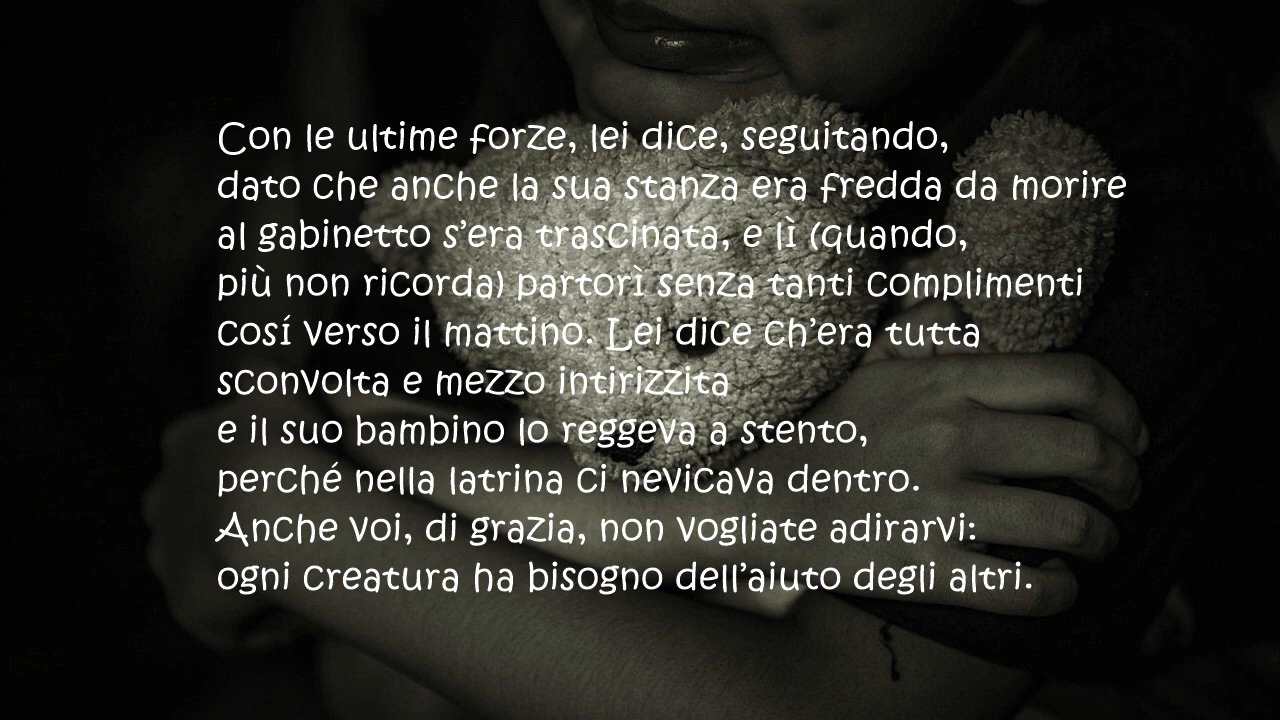 Con le ultime forze, lei dice, seguitando,
dato che anche la sua stanza era fredda da morire
al gabinetto s'era trascinata, e lì (quando,
più non ricorda) partorì senza tanti complimenti
cosí verso il mattino. Lei dice ch'era tutta
sconvolta e mezzo intirizzita
e il suo bambino lo reggeva a stento,
perché nella latrina ci nevicava dentro.
Anche voi, di grazia, non vogliate adirarvi:
ogni creatura ha bisogno dell'aiuto degli altri.